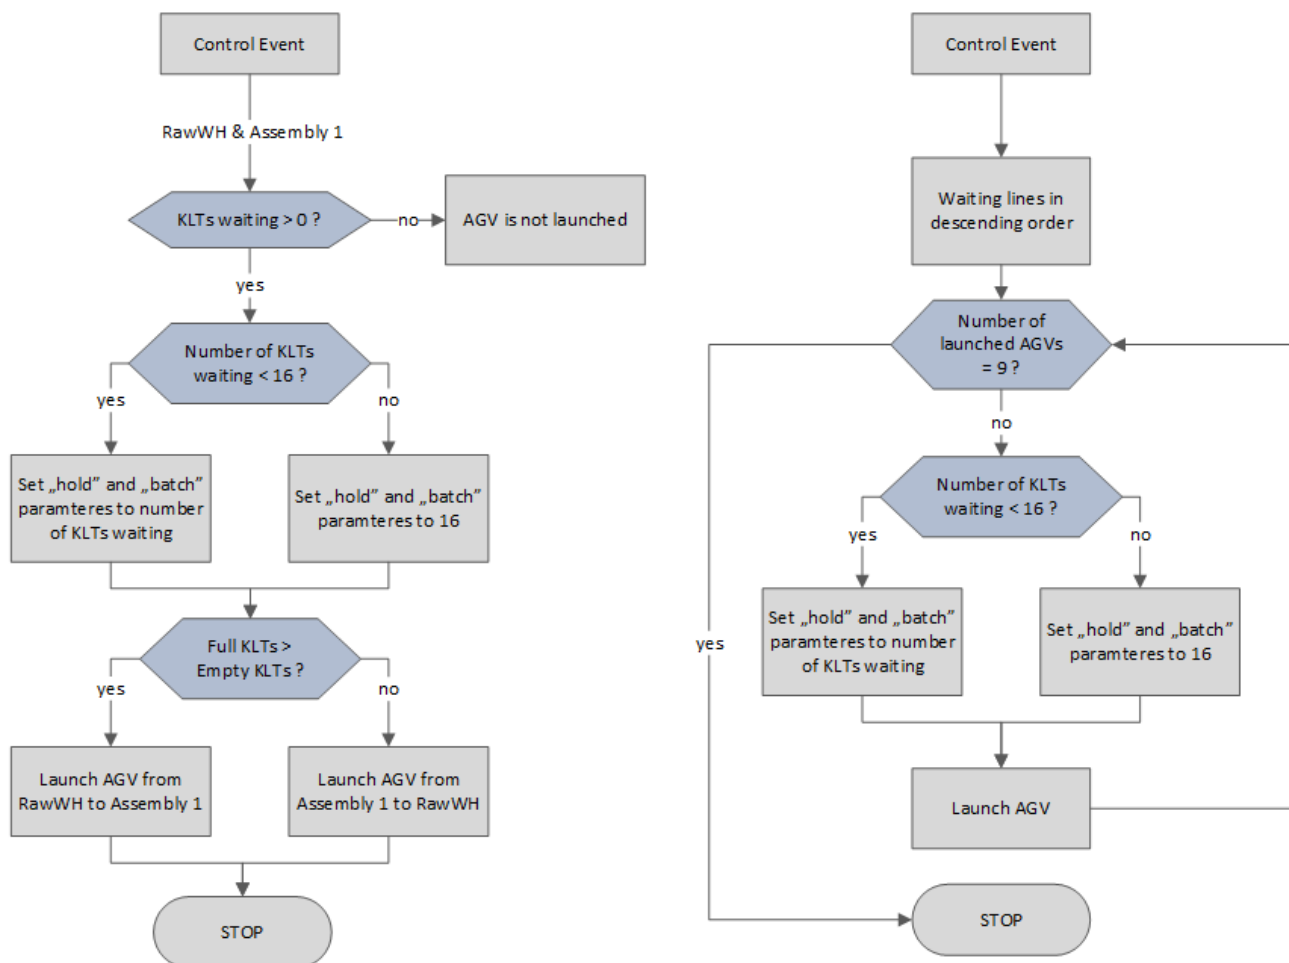 Control Event
RawWH & Assembly 1
KLTs waiting > 0 ?
no
AGV is not launched
yes
Number of KLTs
waiting < 16 ?
yes
no
Set „hold” and „batch”
paramteres to number
of KLTs waiting
Set „hold” and „batch”
paramteres to 16
Full KLTs >
Empty KLTs ?
yes
no
Launch AGV from
RawWH to Assembly 1
Launch AGV from
Assembly 1 to RawWH
STOP
Control Event
Waiting lines in
descending order
Number of
launched AGVs
= 9 ?
no
Number of KLTs
waiting < 16 ?
yes
no
Set „hold” and „batch”
paramteres to number
of KLTs waiting
Set „hold” and „batch”
paramteres to 16
yes
Launch AGV
STOP